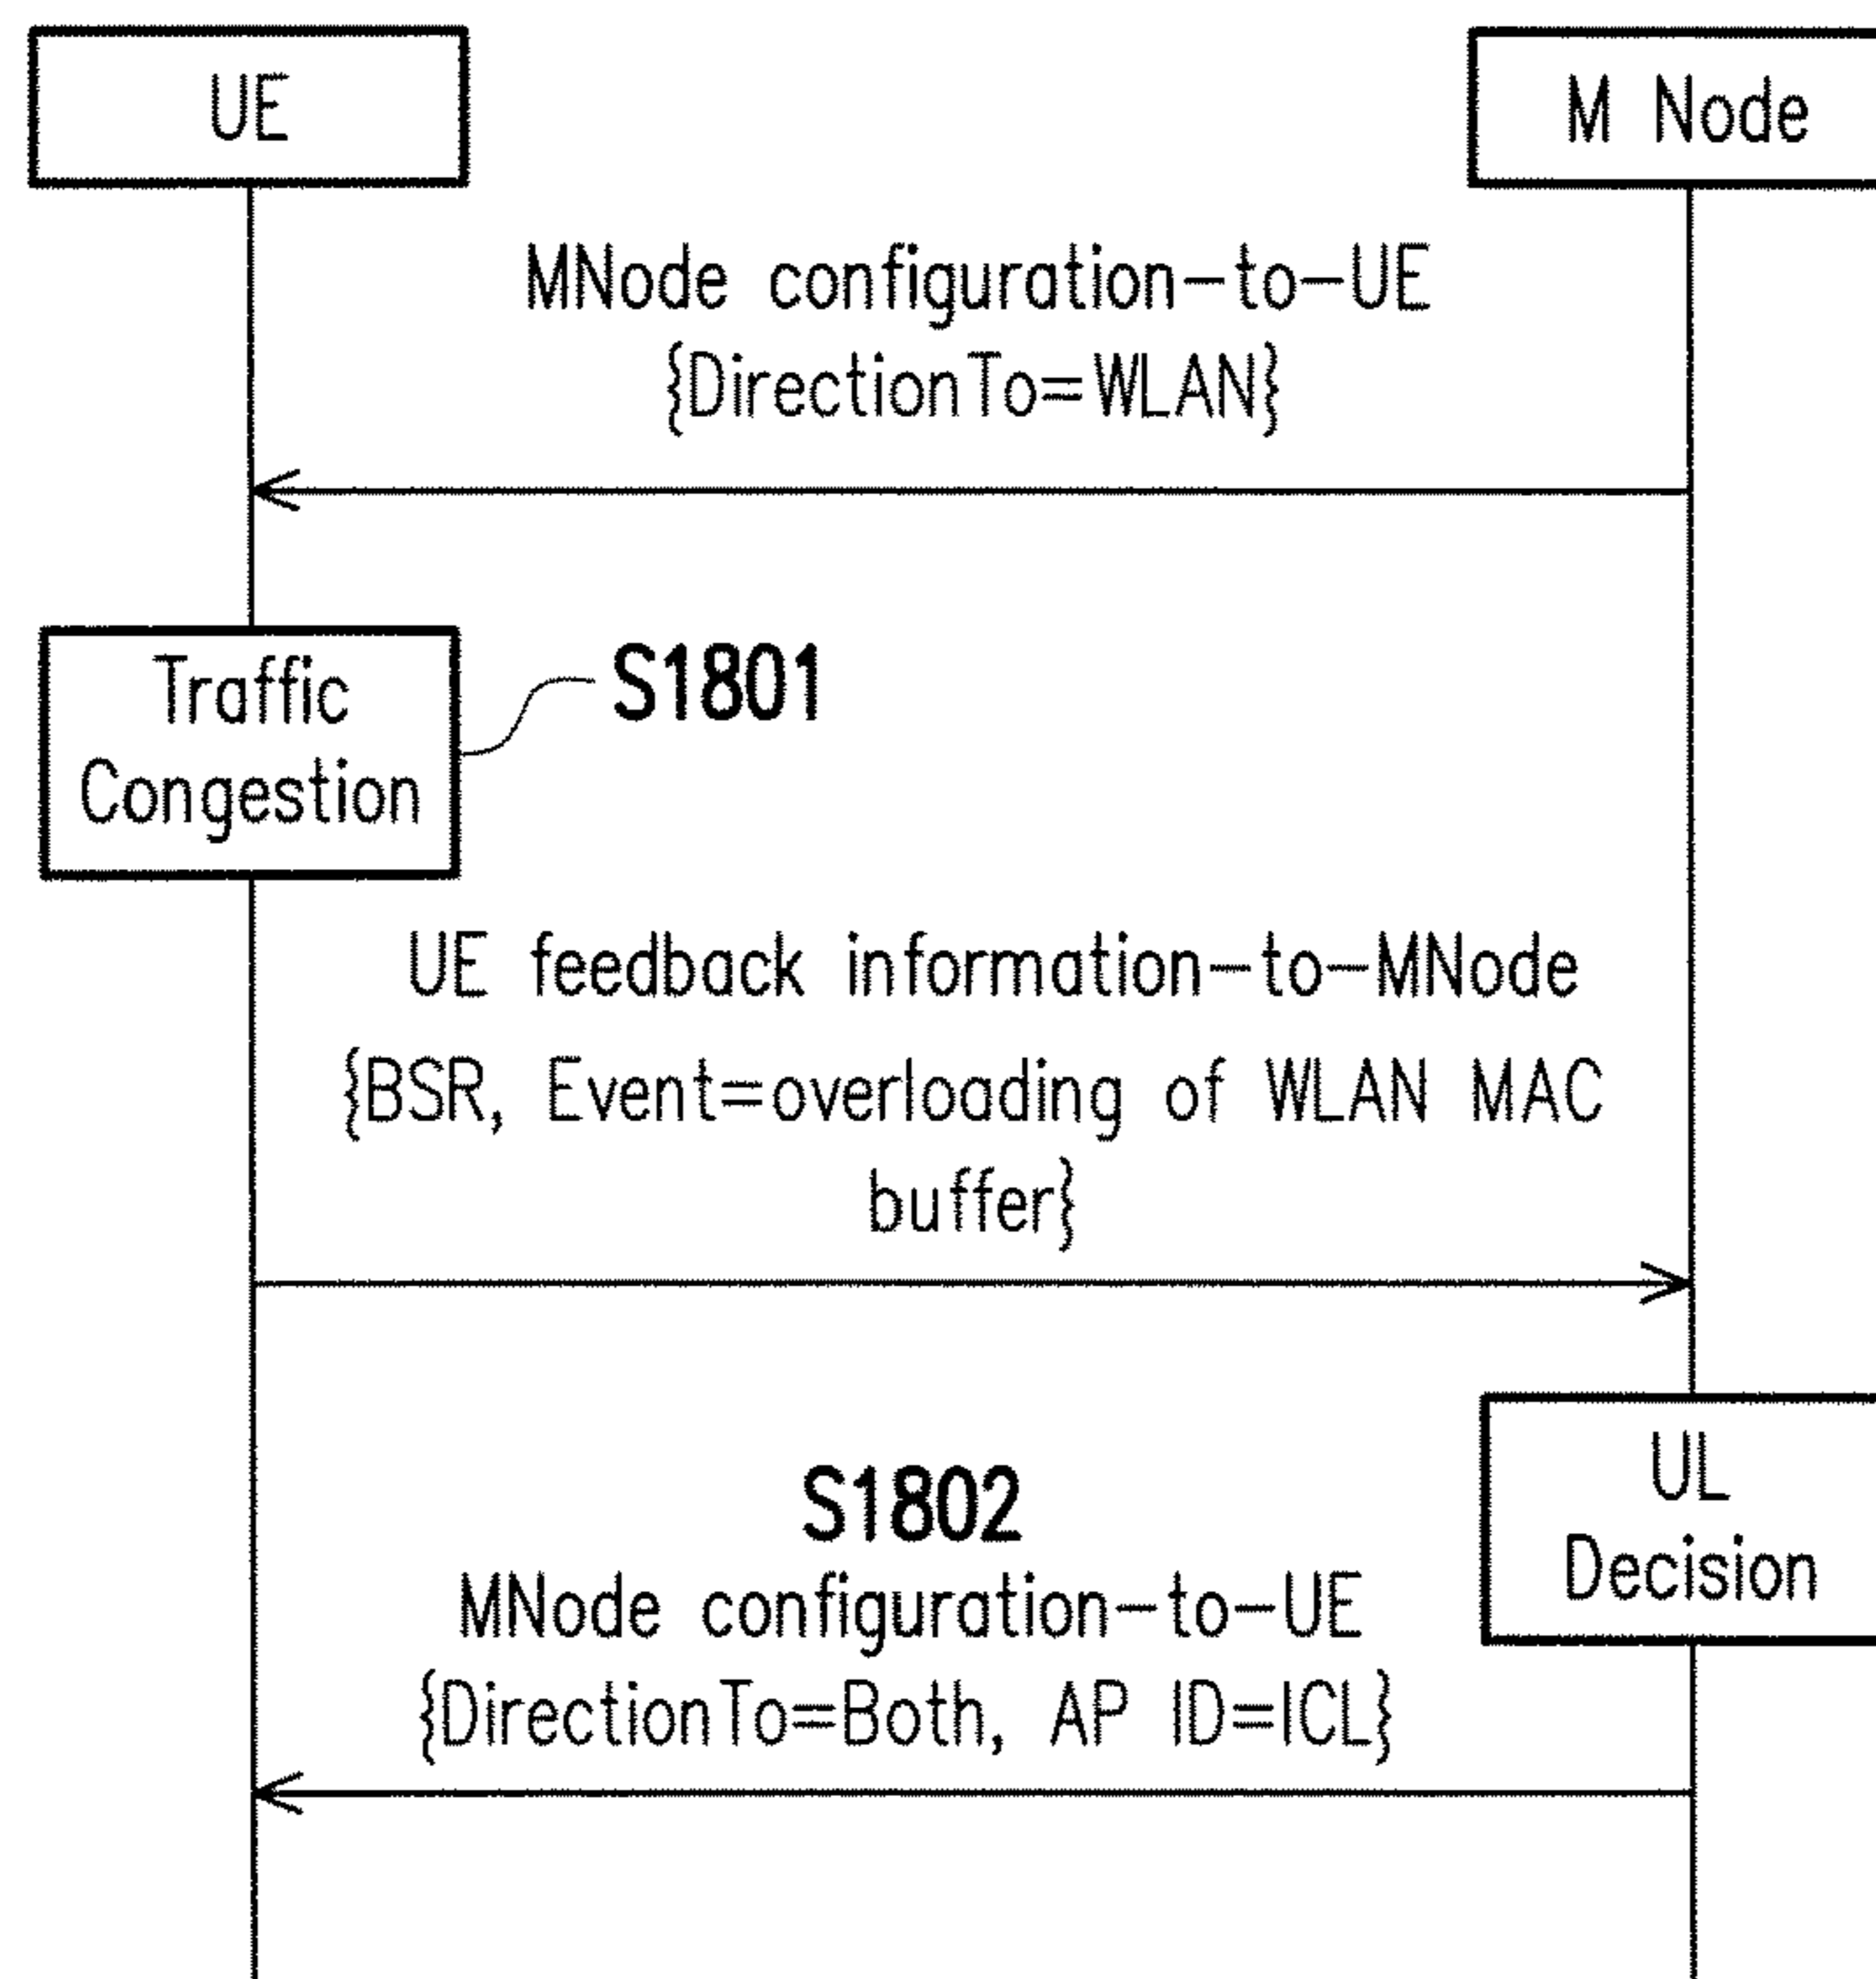 UE
M Node
MNode configuration-to-UE
{DirectionTo=WLAN}
Traffic
Congestion
S1801
UE feedback information-to-MNode
{BSR, Event=overloading of WLAN MAC
buffer}
UL
Decision
S1802
MNode configuration-to-UE
{DirectionTo=Both, AP ID=ICL}